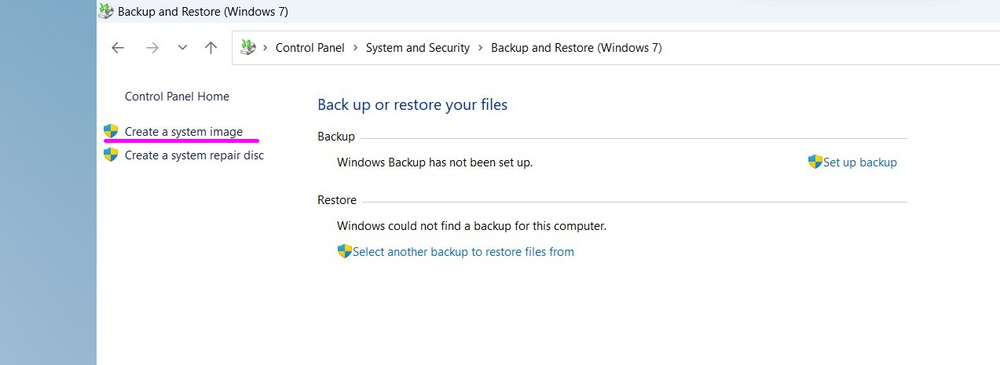 Backup and Restore (Windows 7)
Control Panel > System and Security > Backup and Restore (Windows 7)
Control Panel Home
Create a system image
Create a system repair disc
Back up or restore your files
Backup
Windows Backup has not been set up.
Set up backup
Restore
Windows could not find a backup for this computer.
Select another backup to restore files from